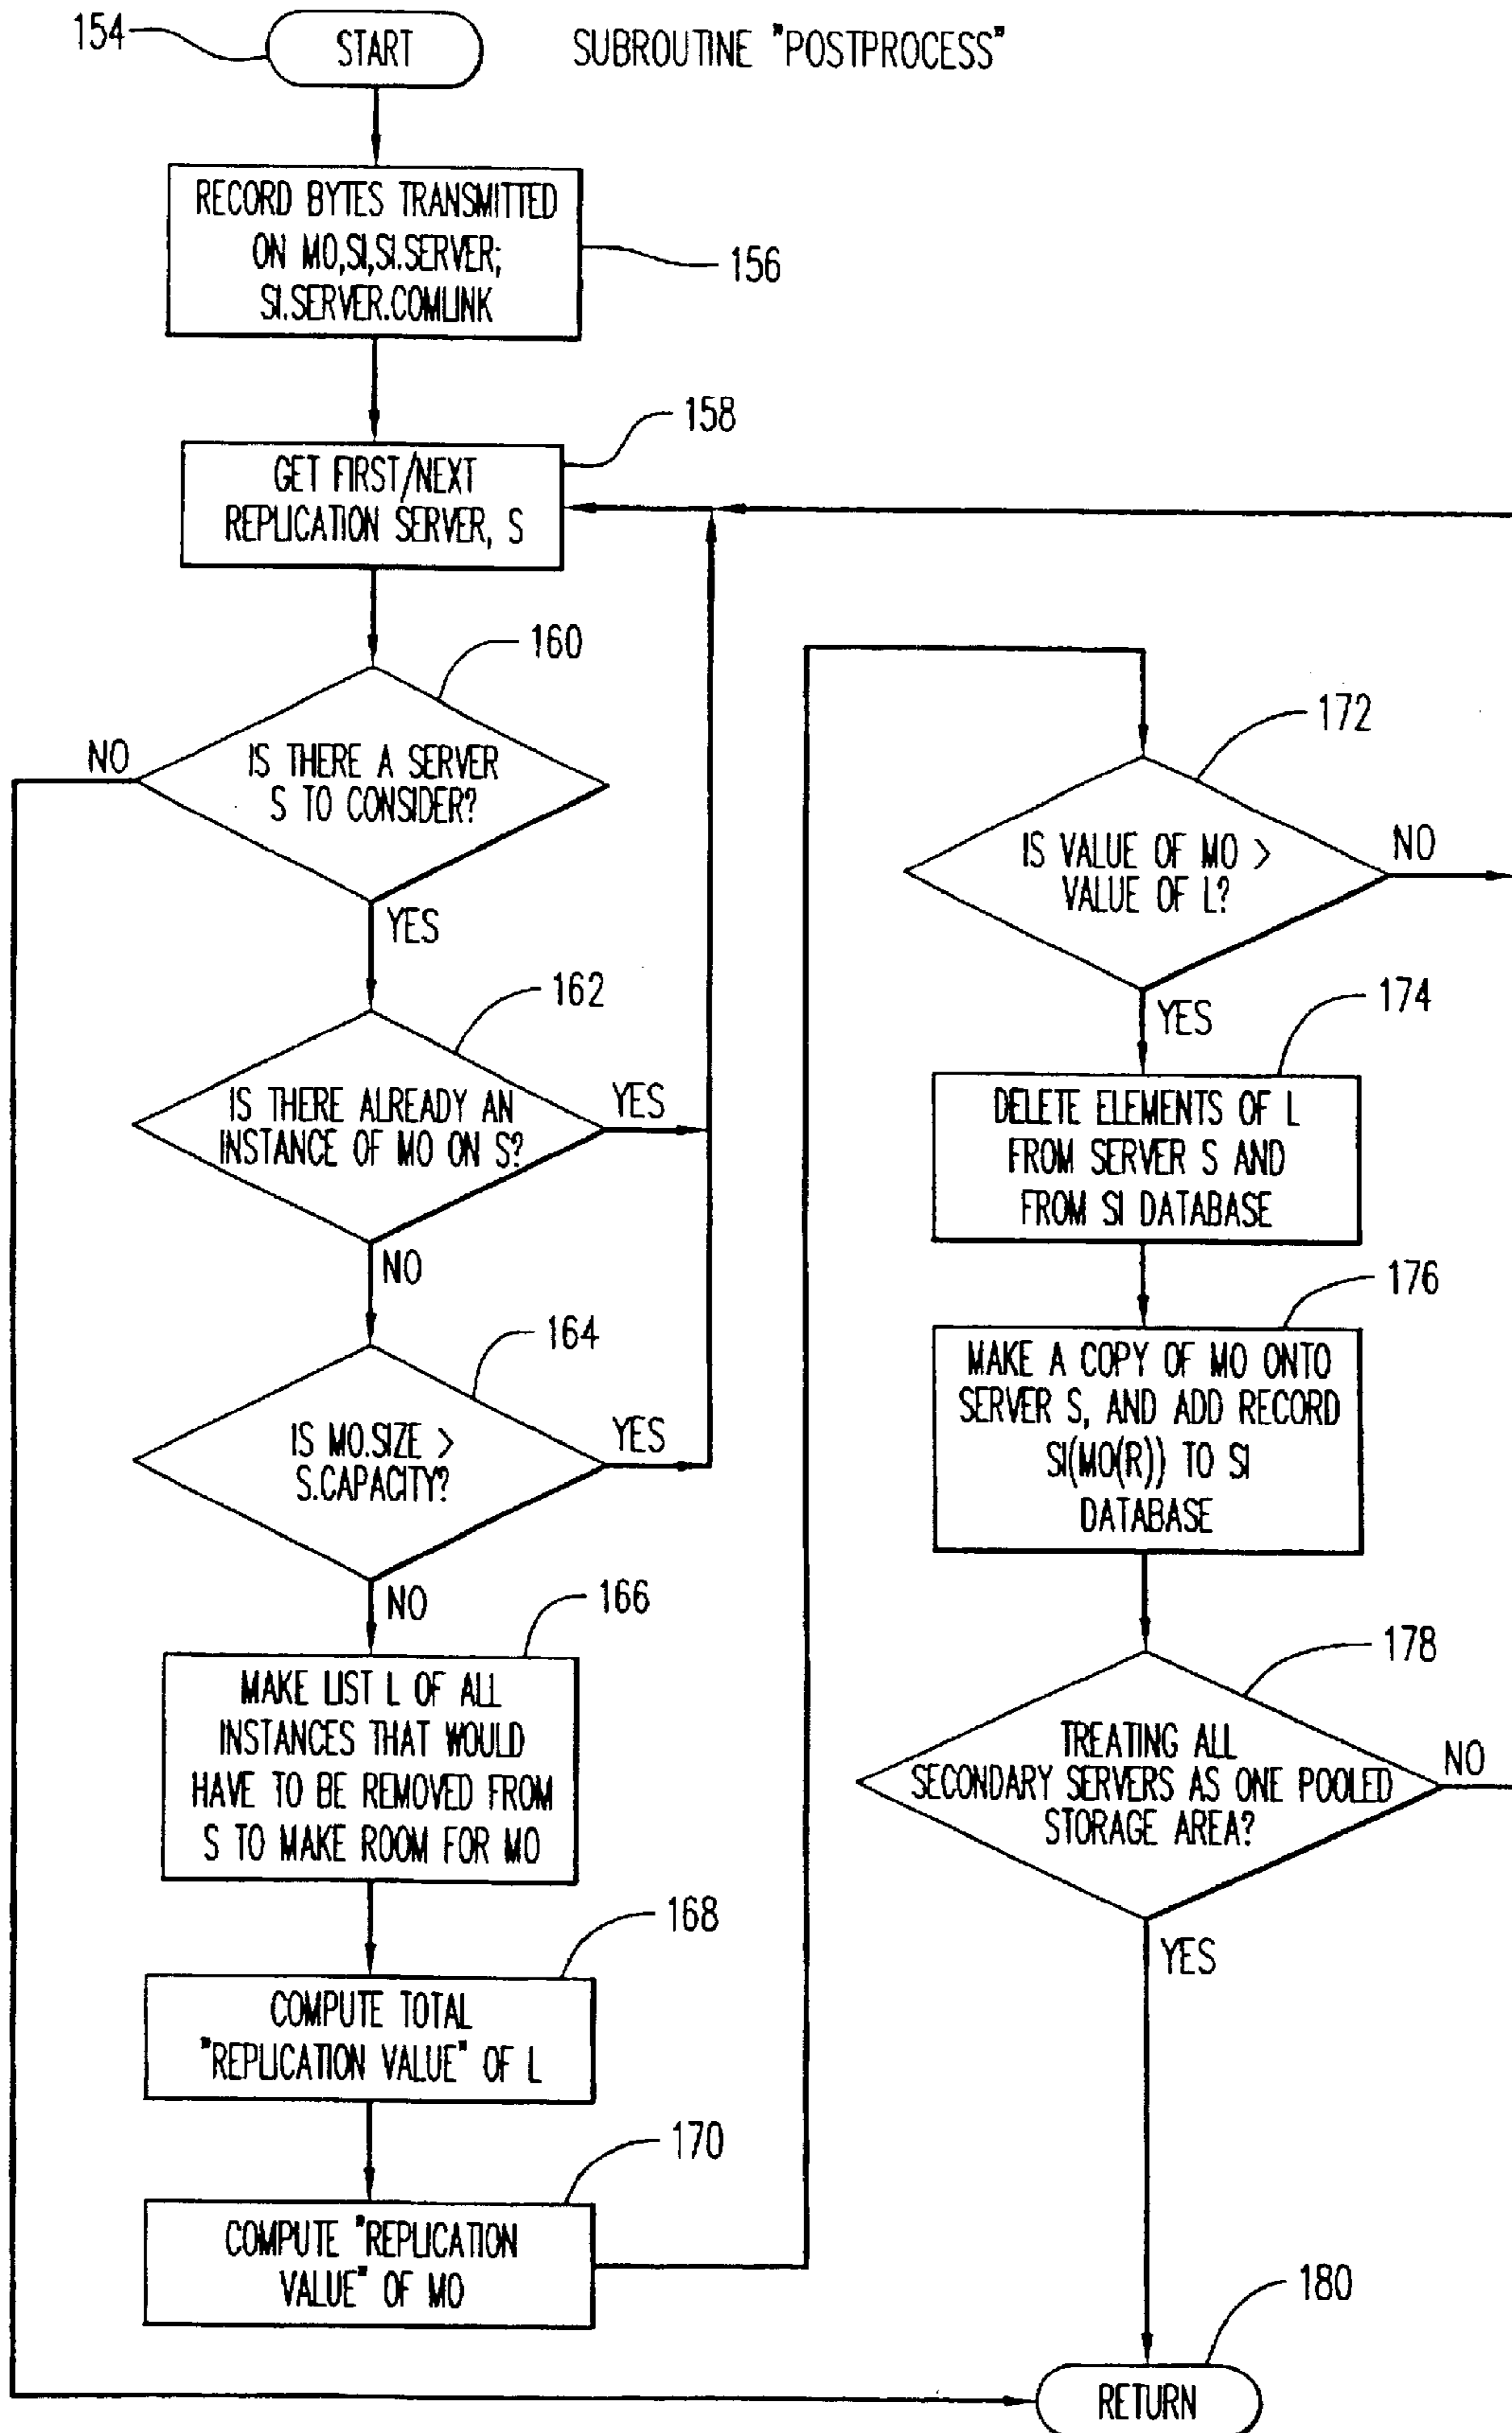 154
START
SUBROUTINE "POSTPROCESS"
RECORD BYTES TRANSMITTED
ON MO,SI,SI.SERVER;
SI.SERVER.COMLINK
156
158
GET FIRST/NEXT
REPLICATION SERVER, S
160
NO
IS THERE A SERVER
S TO CONSIDER?
YES
162
IS THERE ALREADY AN
INSTANCE OF MO ON S?
YES
NO
164
IS MO.SIZE >
S.CAPACITY?
YES
NO
166
MAKE LIST L OF ALL
INSTANCES THAT WOULD
HAVE TO BE REMOVED FROM
S TO MAKE ROOM FOR MO
168
COMPUTE TOTAL
"REPLICATION VALUE" OF L
170
COMPUTE "REPLICATION
VALUE" OF MO
172
IS VALUE OF MO >
VALUE OF L?
NO
YES
174
DELETE ELEMENTS OF L
FROM SERVER S AND
FROM SI DATABASE
176
MAKE A COPY OF MO ONTO
SERVER S, AND ADD RECORD
SI(MO(R)) TO SI
DATABASE
178
TREATING ALL
SECONDARY SERVERS AS ONE POOLED
STORAGE AREA?
NO
YES
180
RETURN